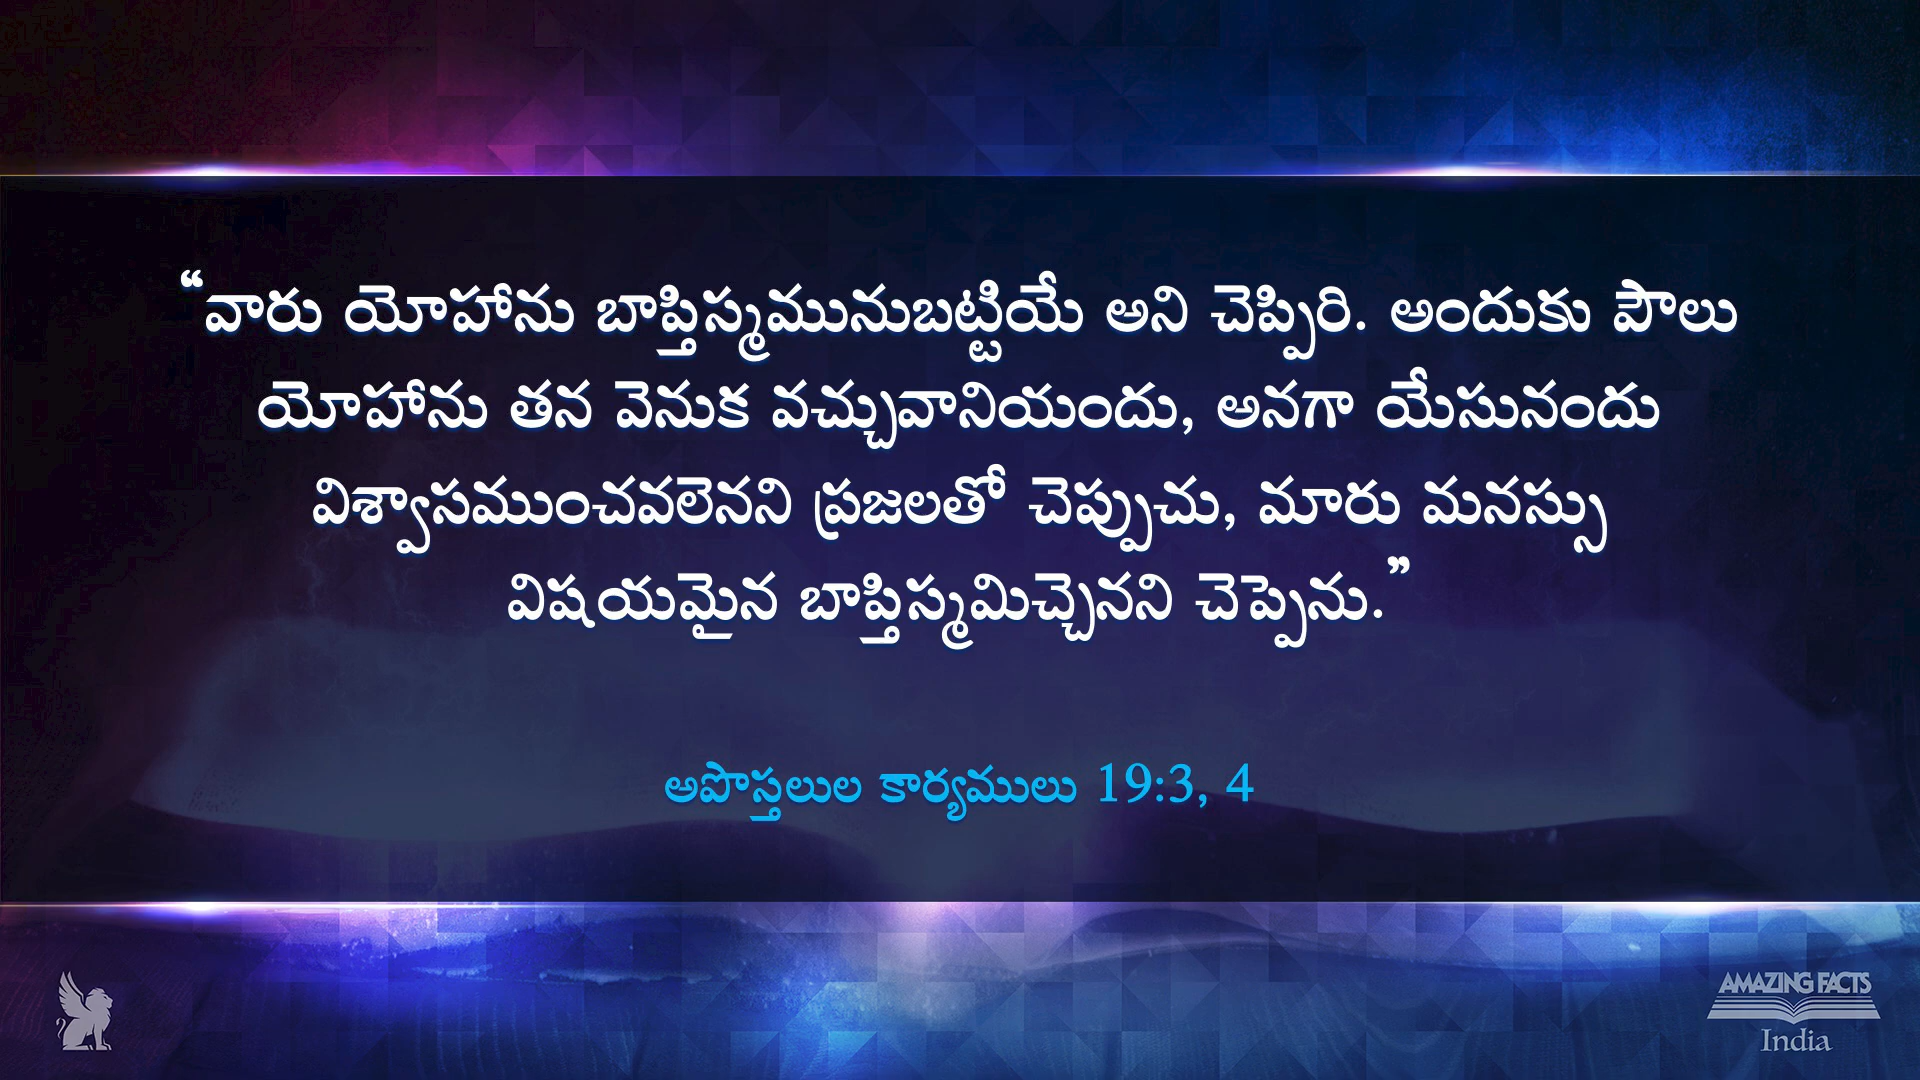 “వారు యోహాను బాప్తిస్మమునుబట్టియే అని చెప్పిరి. అందుకు పౌలు
యోహాను తన వెనుక వచ్చువానియందు, అనగా యేసునందు
విశ్వాసముంచవలెనని ప్రజలతో చెప్పుచు, మారు మనస్సు
విషయమైన బాప్తిస్మమిచ్చెనని చెప్పెను.”
అపొస్తలుల కార్యములు 19:3, 4
AMAZING FACTS
India